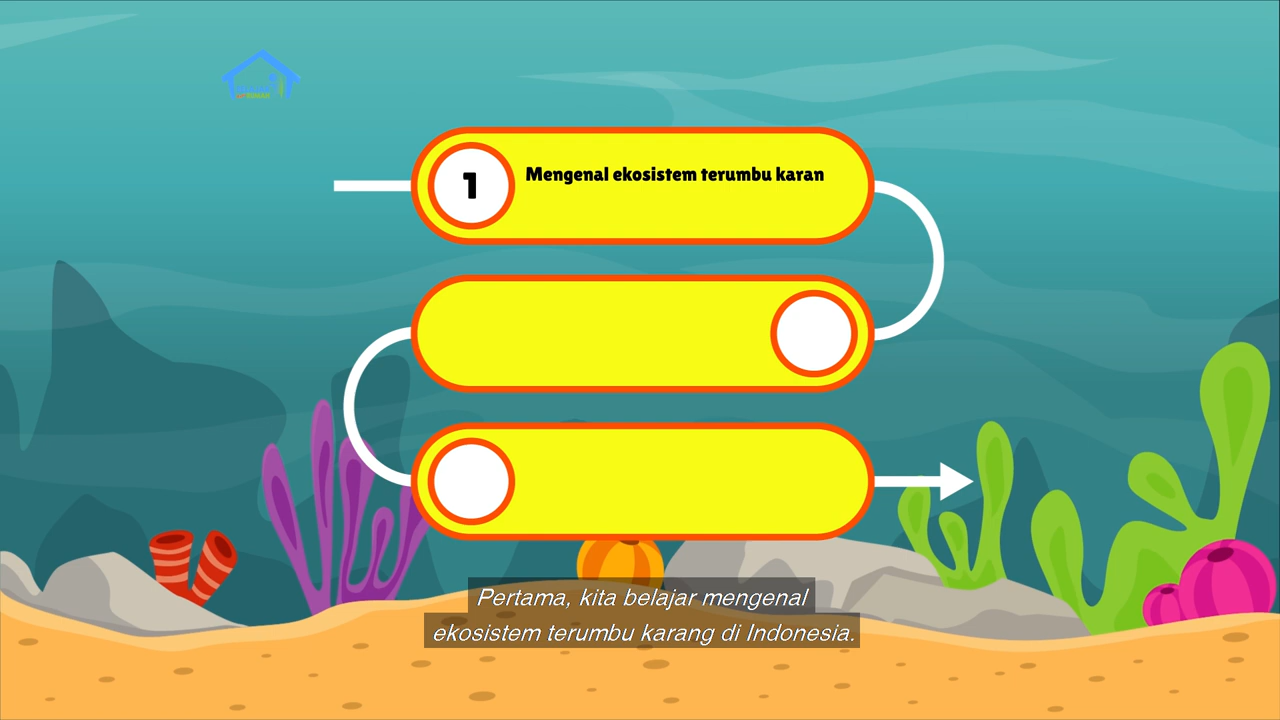 1
Mengenal ekosistem terumbu karan
Pertama, kita belajar mengenal
ekosistem terumbu karang di Indonesia.